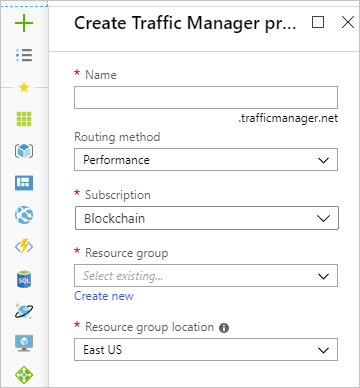 Create Traffic Manager pr...
* Name
.trafficmanager.net
Routing method
Performance
* Subscription
Blockchain
* Resource group
Select existing...
Create new
* Resource group location
East US
SQL